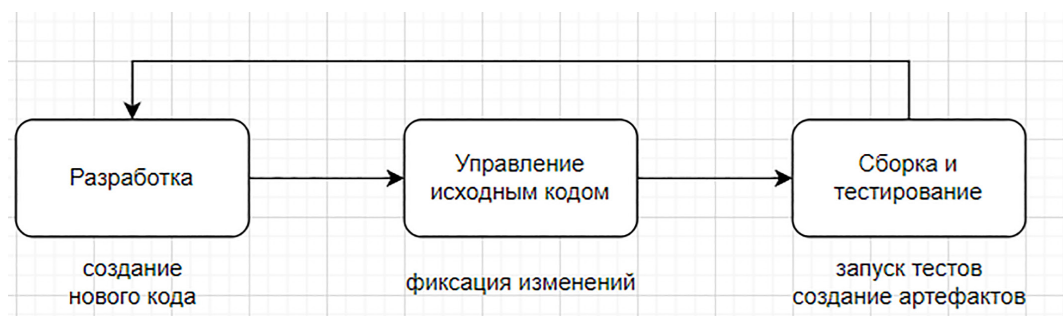 Разработка
Управление
исходным кодом
Сборка и
тестирование
создание
нового кода
фиксация изменений
запуск тестов
создание артефактов